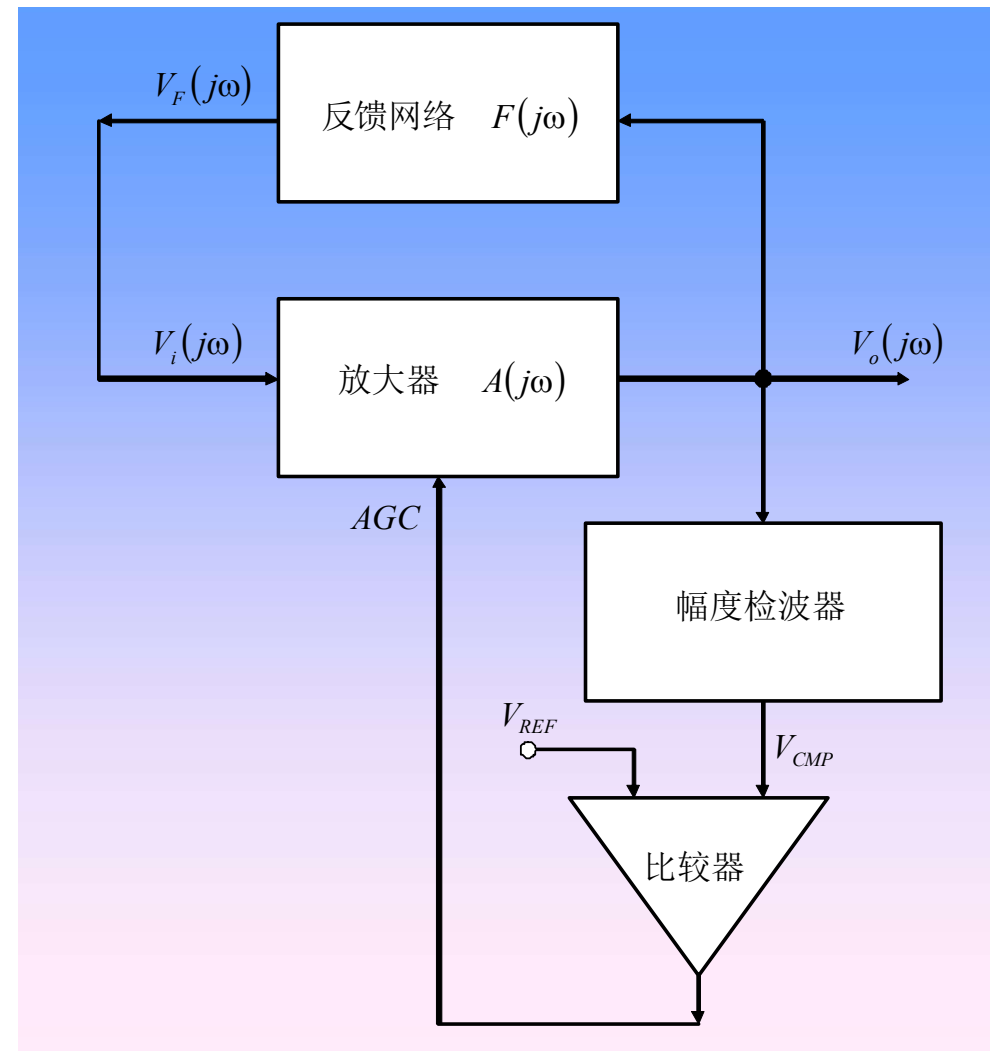 V_F(jω)
反馈网络 F(jω)
V_i(jω)
放大器 A(jω)
V_o(jω)
AGC
幅度检波器
V_REF
V_CMP
比较器